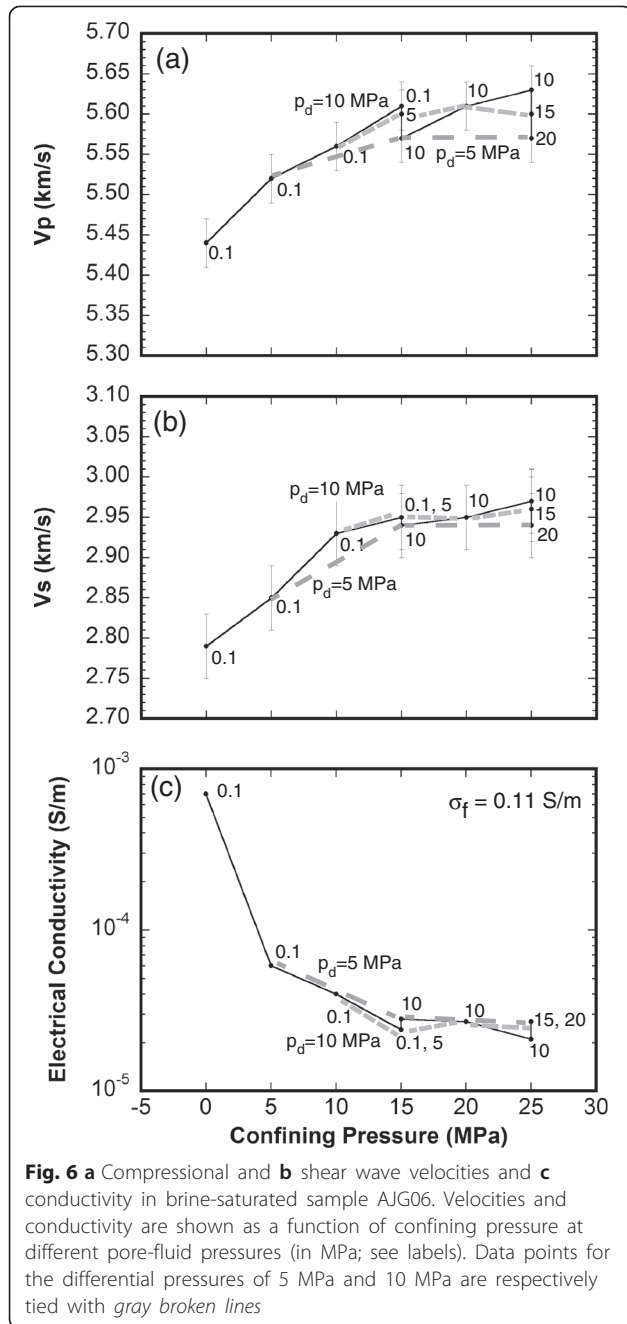 (a)
5.70
5.65
5.60
5.55
5.50
5.45
5.40
5.35
5.30
Vp (km/s)
p_d=10 MPa
0.1
5
10
10
15
20
10
p_d=5 MPa
0.1
0.1
0.1
(b)
3.10
3.05
3.00
2.95
2.90
2.85
2.80
2.75
2.70
Vs (km/s)
p_d=10 MPa
0.1, 5
10
10
15
20
10
0.1
p_d=5 MPa
0.1
0.1
(c)
10⁻³
10⁻⁴
10⁻⁵
Electrical Conductivity (S/m)
0.1
σ_f = 0.11 S/m
0.1
p_d=5 MPa
10
10
15, 20
0.1
0.1, 5
10
p_d=10 MPa
-5 0 5 10 15 20 25 30
Confining Pressure (MPa)
Fig. 6 a Compressional and b shear wave velocities and c
conductivity in brine-saturated sample AJG06. Velocities and
conductivity are shown as a function of confining pressure at
different pore-fluid pressures (in MPa; see labels). Data points for
the differential pressures of 5 MPa and 10 MPa are respectively
tied with gray broken lines